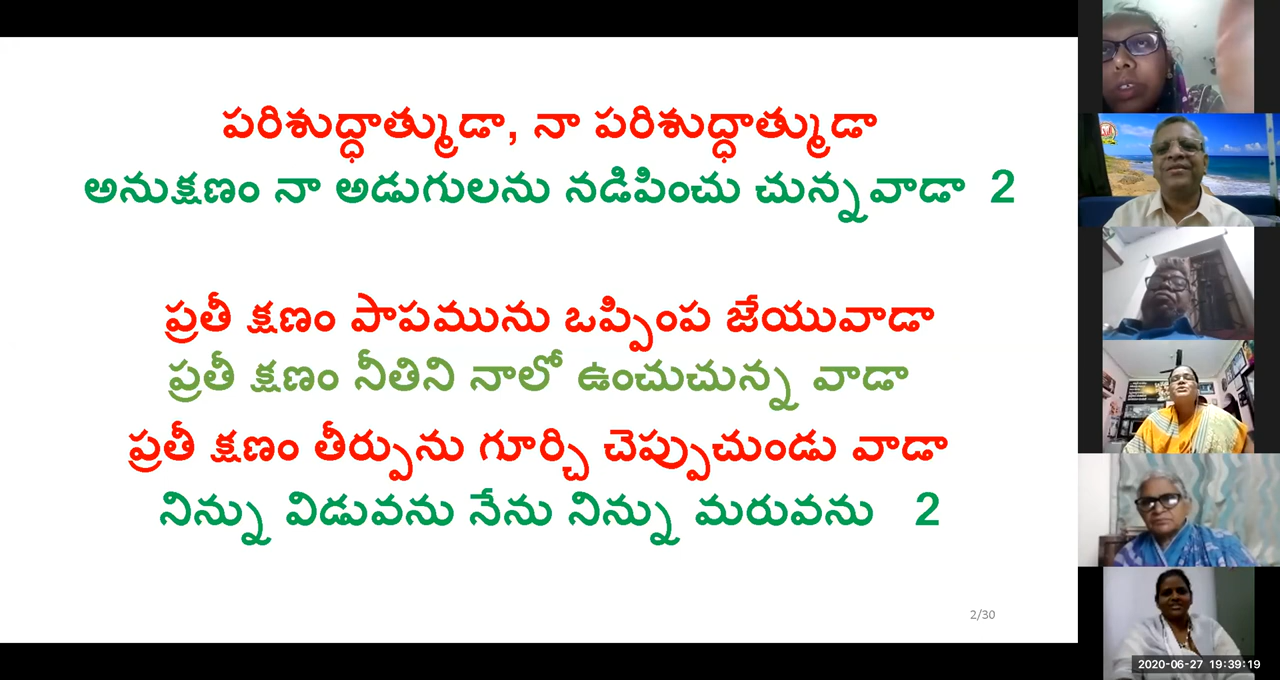 పరిశుద్ధాత్ముడా, నా పరిశుద్ధాత్ముడా
అనుక్షణం నా అడుగులను నడిపించు చున్నవాడా 2
ప్రతీ క్షణం పాపమును ఒప్పింప జేయువాడా
ప్రతీ క్షణం నీతిని నాలో ఉంచుచున్న వాడా
ప్రతీ క్షణం తీర్పును గూర్చి చెప్పుచుండు వాడా
నిన్ను విడువను నేను నిన్ను మరువను 2
2/30
2020-06-27 19:39:19